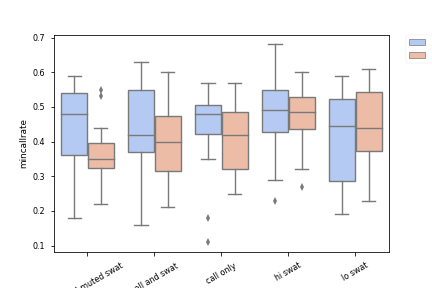 0.7
0.6
0.5
0.4
0.3
0.2
0.1
mincallrate
muted swat
and swat
call only
hi swat
lo swat